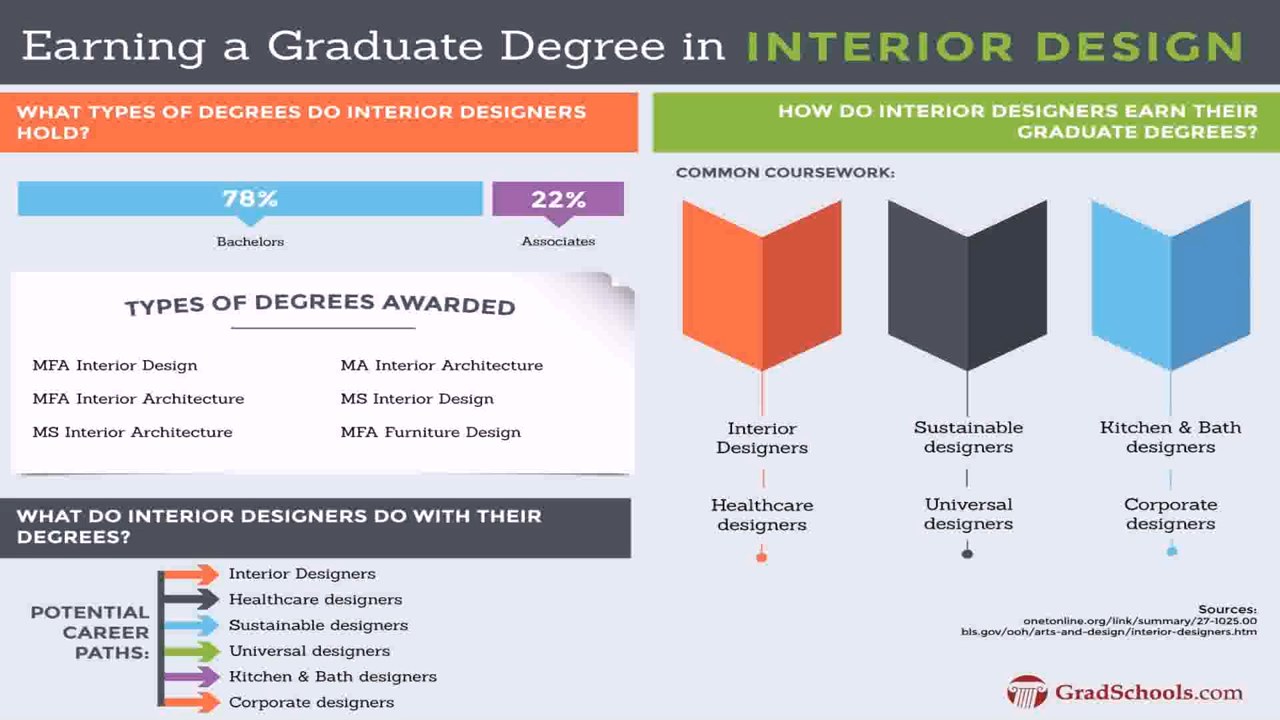 Earning a Graduate Degree in INTERIOR DESIGN
WHAT TYPES OF DEGREES DO INTERIOR DESIGNERS
HOLD?
78%
22%
Bachelors
Associates
TYPES OF DEGREES AWARDED
MFA Interior Design
MA Interior Architecture
MFA Interior Architecture
MS Interior Design
MS Interior Architecture
MFA Furniture Design
WHAT DO INTERIOR DESIGNERS DO WITH THEIR
DEGREES?
POTENTIAL
CAREER
PATHS:
Interior Designers
Healthcare designers
Sustainable designers
Universal designers
Kitchen & Bath designers
Corporate designers
HOW DO INTERIOR DESIGNERS EARN THEIR
GRADUATE DEGREES?
COMMON COURSEWORK:
Interior
Designers
Healthcare
designers
Sustainable
designers
Universal
designers
Kitchen & Bath
designers
Corporate
designers
Sources:
onetonline.org/link/summary/27-1025.00
bls.gov/ooh/arts-and-design/interior-designers.htm
GradSchools.com